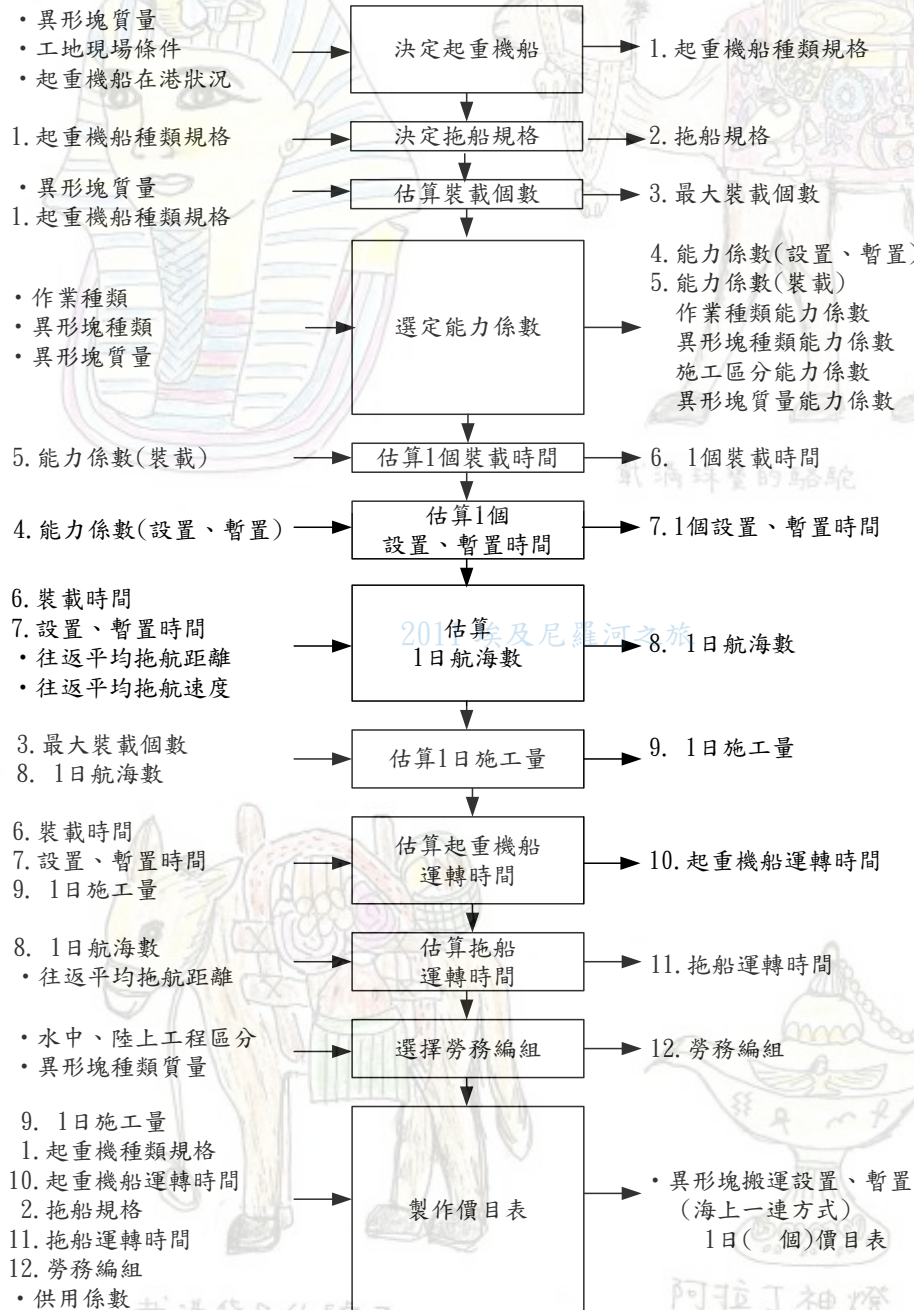 ・異形塊質量
・工地現場條件
・起重機船在港狀況
決定起重機船
1.起重機船種類規格
1.起重機船種類規格
決定拖船規格
2.拖船規格
・異形塊質量
1.起重機船種類規格
估算裝載個數
3.最大裝載個數
・作業種類
・異形塊種類
・異形塊質量
選定能力係數
4.能力係數(設置、暫置)
5.能力係數(裝載)
作業種類能力係數
異形塊種類能力係數
施工區分能力係數
異形塊質量能力係數
5.能力係數(裝載)
估算1個裝載時間
6. 1個裝載時間
載滿珠璽的駱駝
4.能力係數(設置、暫置)
估算1個
設置、暫置時間
7.1個設置、暫置時間
6.裝載時間
7.設置、暫置時間
・往返平均拖航距離
・往返平均拖航速度
2017 埃及尼羅河之旅
估算
1日航海數
8. 1日航海數
3.最大裝載個數
8. 1日航海數
估算1日施工量
9. 1日施工量
6.裝載時間
7.設置、暫置時間
9. 1日施工量
估算起重機船
運轉時間
10.起重機船運轉時間
8. 1日航海數
・往返平均拖航距離
估算拖船
運轉時間
11.拖船運轉時間
・水中、陸上工程區分
・異形塊種類質量
選擇勞務編組
12.勞務編組
9. 1日施工量
1.起重機種類規格
10.起重機船運轉時間
2.拖船規格
11.拖船運轉時間
12.勞務編組
・供用係數
製作價目表
・異形塊搬運設置、暫置
(海上一連方式)
1日( 個)價目表
阿拉丁神燈